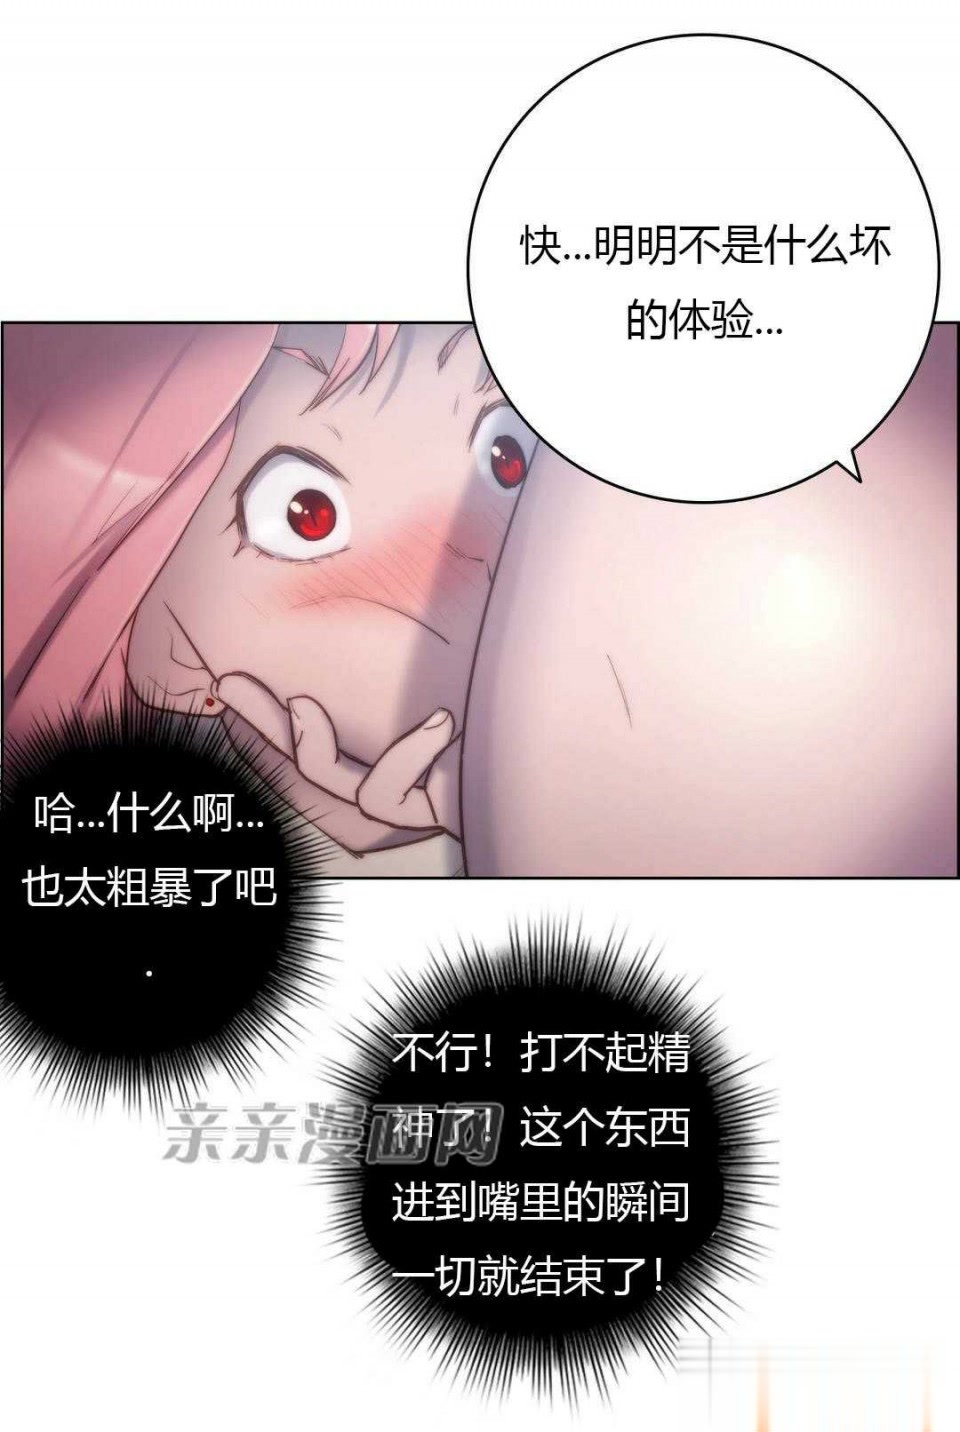 快...明明不是什么坏
的体验...
哈...什么啊...
也太粗暴了吧
.
不行！打不起精
神了！这个东西
进到嘴里的瞬间
一切就结束了！
亲亲漫画网